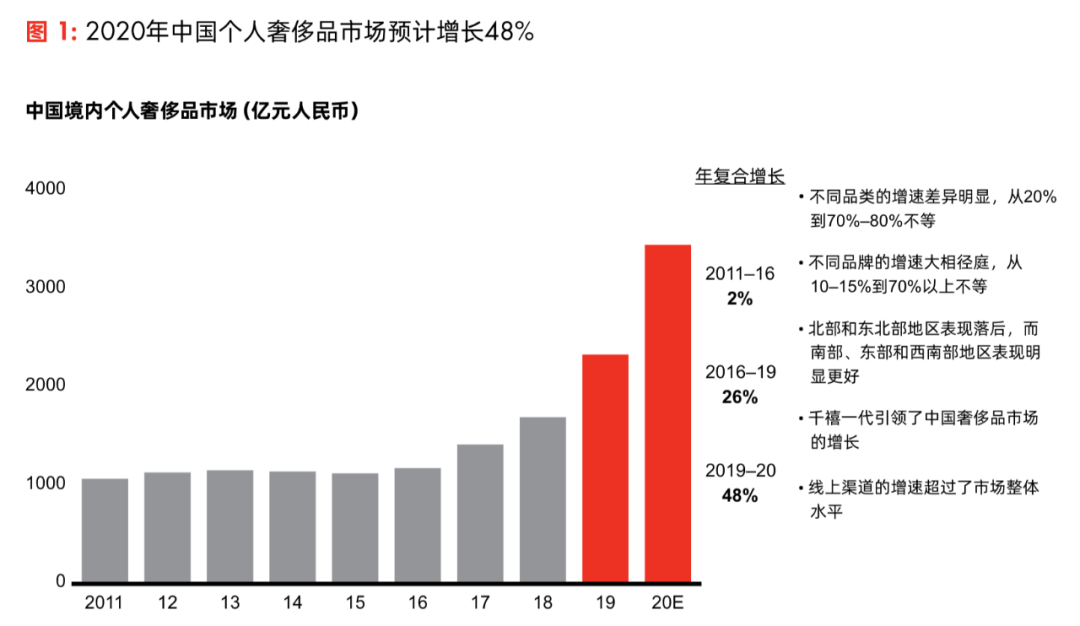 图 1: 2020年中国个人奢侈品市场预计增长48%
中国境内个人奢侈品市场 (亿元人民币)
4000
3000
2000
1000
0
2011 12 13 14 15 16 17 18 19 20E
年复合增长
2011–16
2%
2016–19
26%
2019–20
48%
• 不同品类的增速差异明显，从20%
到70%–80%不等
• 不同品牌的增速大相径庭，从
10–15%到70%以上不等
• 北部和东北部地区表现落后，而
南部、东部和西南部地区表现明
显更好
• 千禧一代引领了中国奢侈品市场
的增长
• 线上渠道的增速超过了市场整体
水平